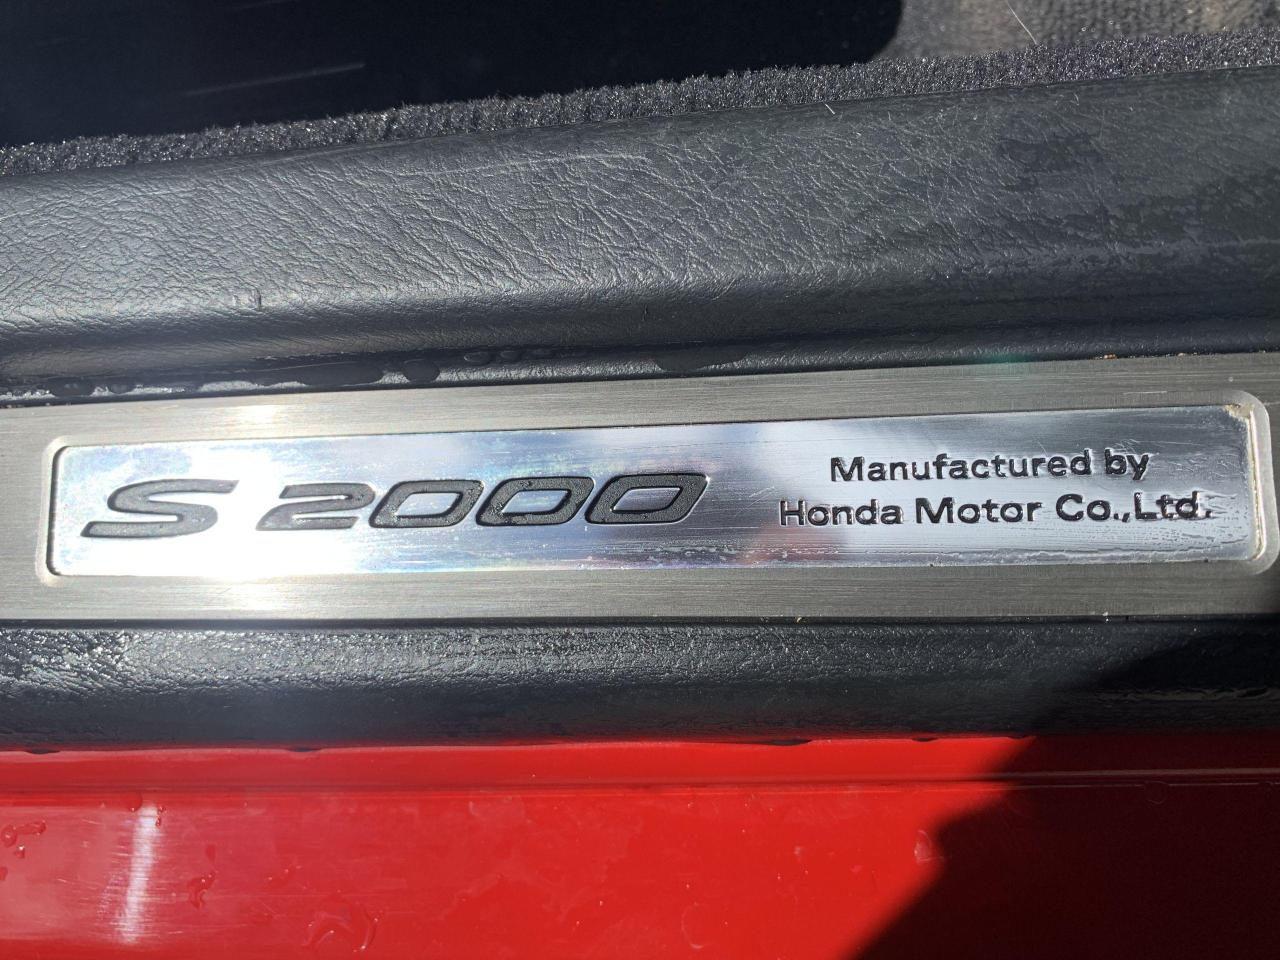 S2000
Manufactured by
Honda Motor Co.,Ltd.